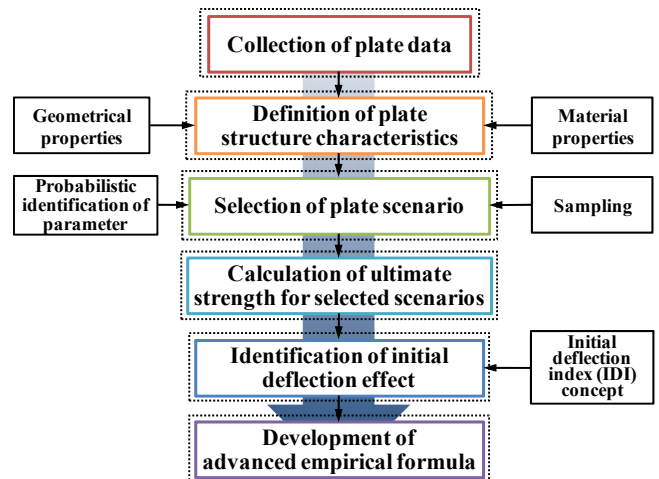 Collection of plate data
Geometrical
properties
Definition of plate
structure characteristics
Material
properties
Probabilistic
identification of
parameter
Selection of plate scenario
Sampling
Calculation of ultimate
strength for selected scenarios
Identification of initial
deflection effect
Initial
deflection
index (IDI)
concept
Development of
advanced empirical formula